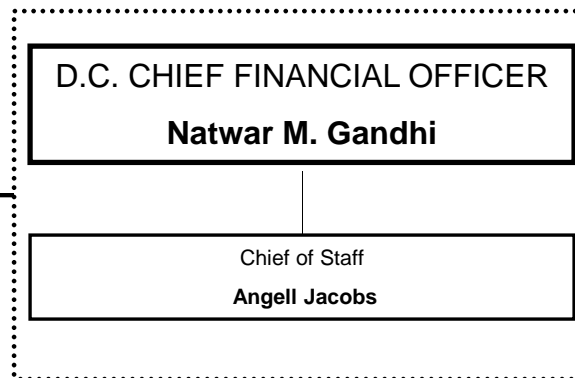 D.C. CHIEF FINANCIAL OFFICER
Natwar M. Gandhi
Chief of Staff
Angell Jacobs